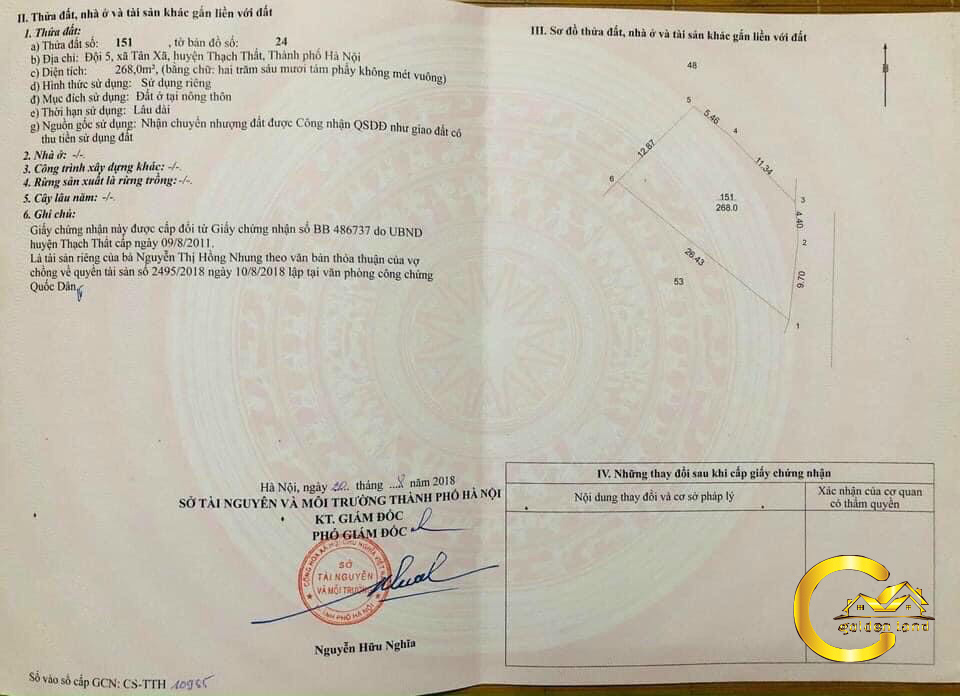 II. Thửa đất, nhà ở và tài sản khác gắn liền với đất
1. Thửa đất:
a) Thửa đất số: 151 , tờ bản đồ số: 24
b) Địa chỉ: Đội 5, xã Tân Xã, huyện Thạch Thất, Thành phố Hà Nội
c) Diện tích: 268,0m², (bằng chữ: hai trăm sáu mươi tám phẩy không mét vuông)
d) Hình thức sử dụng: Sử dụng riêng
đ) Mục đích sử dụng: Đất ở tại nông thôn
e) Thời hạn sử dụng: Lâu dài
g) Nguồn gốc sử dụng: Nhận chuyển nhượng đất được Công nhận QSDĐ như giao đất có
thu tiền sử dụng đất
2. Nhà ở: -/-.
3. Công trình xây dựng khác: -/-.
4. Rừng sản xuất là rừng trồng: -/-.
5. Cây lâu năm: -/-.
6. Ghi chú:
Giấy chứng nhận này được cấp đổi từ Giấy chứng nhận số BB 486737 do UBND
huyện Thạch Thất cấp ngày 09/8/2011.
Là tài sản riêng của bà Nguyễn Thị Hồng Nhung theo văn bản thỏa thuận của vợ
chồng về quyền tài sản số 2495/2018 ngày 10/8/2018 lập tại văn phòng công chứng
Quốc Dân
Hà Nội, ngày 20 tháng 8 năm 2018
SỞ TÀI NGUYÊN VÀ MÔI TRƯỜNG THÀNH PHỐ HÀ NỘI
KT. GIÁM ĐỐC
PHÓ GIÁM ĐỐC
SỞ
TÀI NGUYÊN
VÀ MÔI TRƯỜNG
Nguyễn Hữu Nghĩa
Số vào sổ cấp GCN: CS-TTH 10985
III. Sơ đồ thửa đất, nhà ở và tài sản khác gắn liền với đất
48
B
5
5.46
4
12.87
11.34
6
151
268.0
3
4.40
2
26.43
53
9.70
1
IV. Những thay đổi sau khi cấp giấy chứng nhận
Nội dung thay đổi và cơ sở pháp lý
Xác nhận của cơ quan
có thẩm quyền
golden land